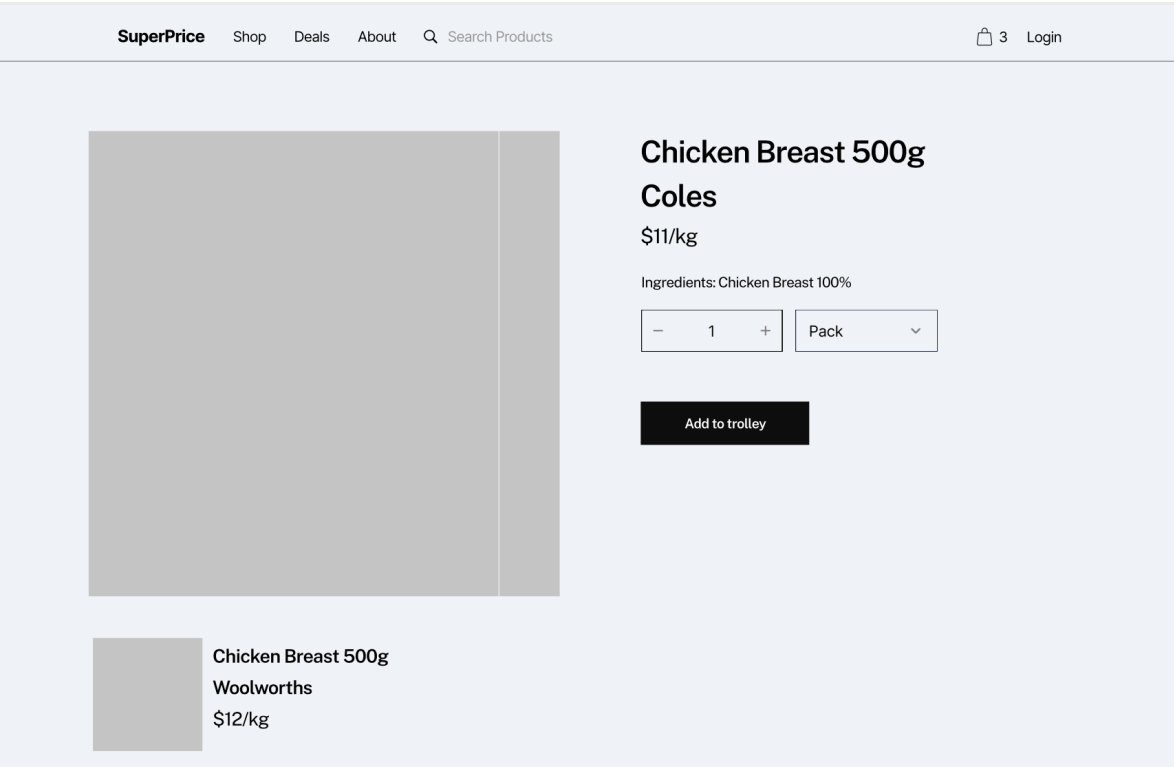 SuperPrice Shop Deals About Search Products 3 Login
Chicken Breast 500g
Coles
$11/kg
Ingredients: Chicken Breast 100%
− 1 + Pack
Add to trolley
Chicken Breast 500g
Woolworths
$12/kg